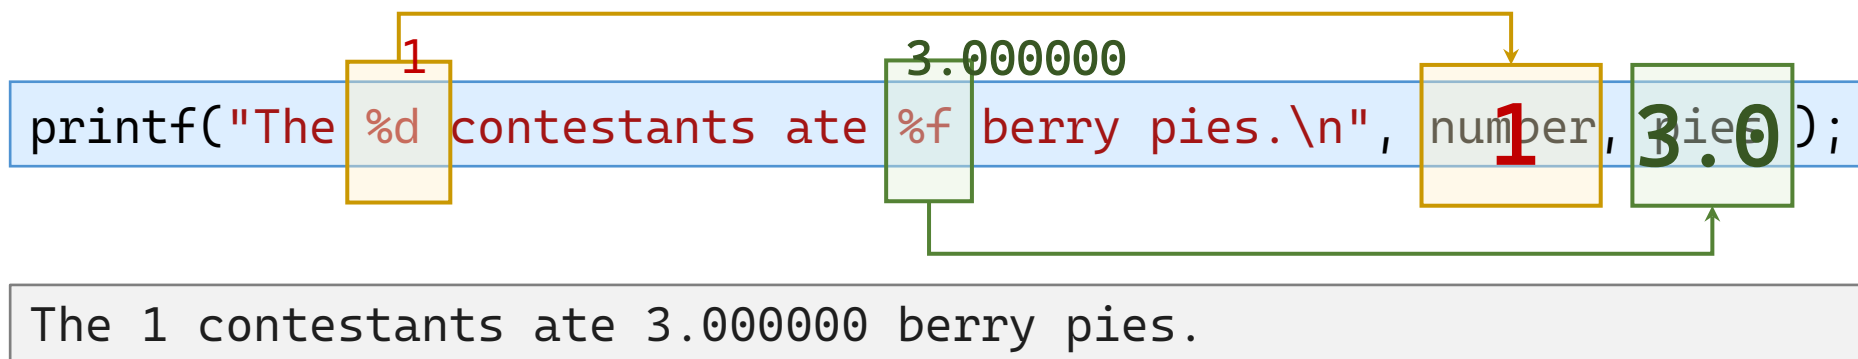 1 3.000000
printf("The %d contestants ate %f berry pies.\n", number, pies );
1 3.0
The 1 contestants ate 3.000000 berry pies.